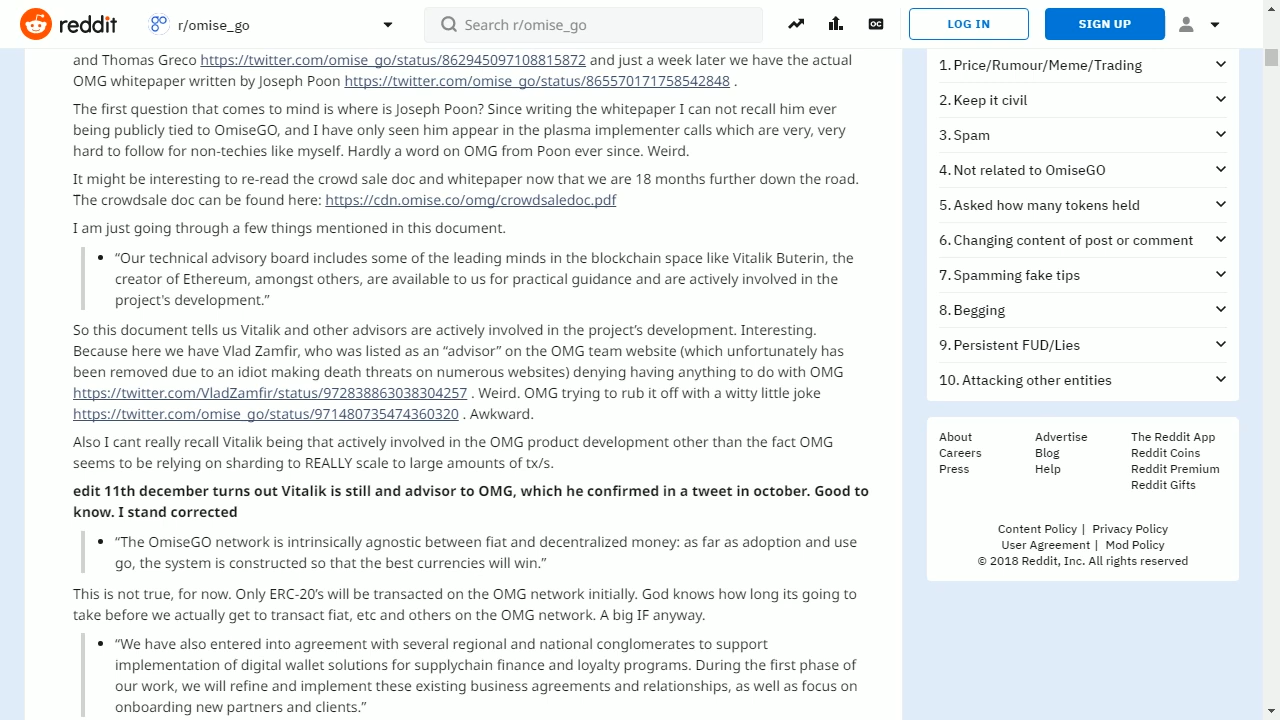 reddit
r/omise_go
Search r/omise_go
LOG IN
SIGN UP
and Thomas Greco https://twitter.com/omise_go/status/862945097108815872 and just a week later we have the actual
OMG whitepaper written by Joseph Poon https://twitter.com/omise_go/status/865570171758542848 .
The first question that comes to mind is where is Joseph Poon? Since writing the whitepaper I can not recall him ever
being publicly tied to OmiseGO, and I have only seen him appear in the plasma implementer calls which are very, very
hard to follow for non-techies like myself. Hardly a word on OMG from Poon ever since. Weird.
It might be interesting to re-read the crowd sale doc and whitepaper now that we are 18 months further down the road.
The crowdsale doc can be found here: https://cdn.omise.co/omg/crowdsaledoc.pdf
I am just going through a few things mentioned in this document.
• “Our technical advisory board includes some of the leading minds in the blockchain space like Vitalik Buterin, the
creator of Ethereum, amongst others, are available to us for practical guidance and are actively involved in the
project's development.”
So this document tells us Vitalik and other advisors are actively involved in the project’s development. Interesting.
Because here we have Vlad Zamfir, who was listed as an “advisor” on the OMG team website (which unfortunately has
been removed due to an idiot making death threats on numerous websites) denying having anything to do with OMG
https://twitter.com/VladZamfir/status/972838863038304257 . Weird. OMG trying to rub it off with a witty little joke
https://twitter.com/omise_go/status/971480735474360320 . Awkward.
Also I cant really recall Vitalik being that actively involved in the OMG product development other than the fact OMG
seems to be relying on sharding to REALLY scale to large amounts of tx/s.
edit 11th december turns out Vitalik is still and advisor to OMG, which he confirmed in a tweet in october. Good to
know. I stand corrected
• “The OmiseGO network is intrinsically agnostic between fiat and decentralized money: as far as adoption and use
go, the system is constructed so that the best currencies will win.”
This is not true, for now. Only ERC-20’s will be transacted on the OMG network initially. God knows how long its going to
take before we actually get to transact fiat, etc and others on the OMG network. A big IF anyway.
• “We have also entered into agreement with several regional and national conglomerates to support
implementation of digital wallet solutions for supplychain finance and loyalty programs. During the first phase of
our work, we will refine and implement these existing business agreements and relationships, as well as focus on
onboarding new partners and clients.”
1. Price/Rumour/Meme/Trading
2. Keep it civil
3. Spam
4. Not related to OmiseGO
5. Asked how many tokens held
6. Changing content of post or comment
7. Spamming fake tips
8. Begging
9. Persistent FUD/Lies
10. Attacking other entities
About Advertise The Reddit App
Careers Blog Reddit Coins
Press Help Reddit Premium
Reddit Gifts
Content Policy | Privacy Policy
User Agreement | Mod Policy
© 2018 Reddit, Inc. All rights reserved